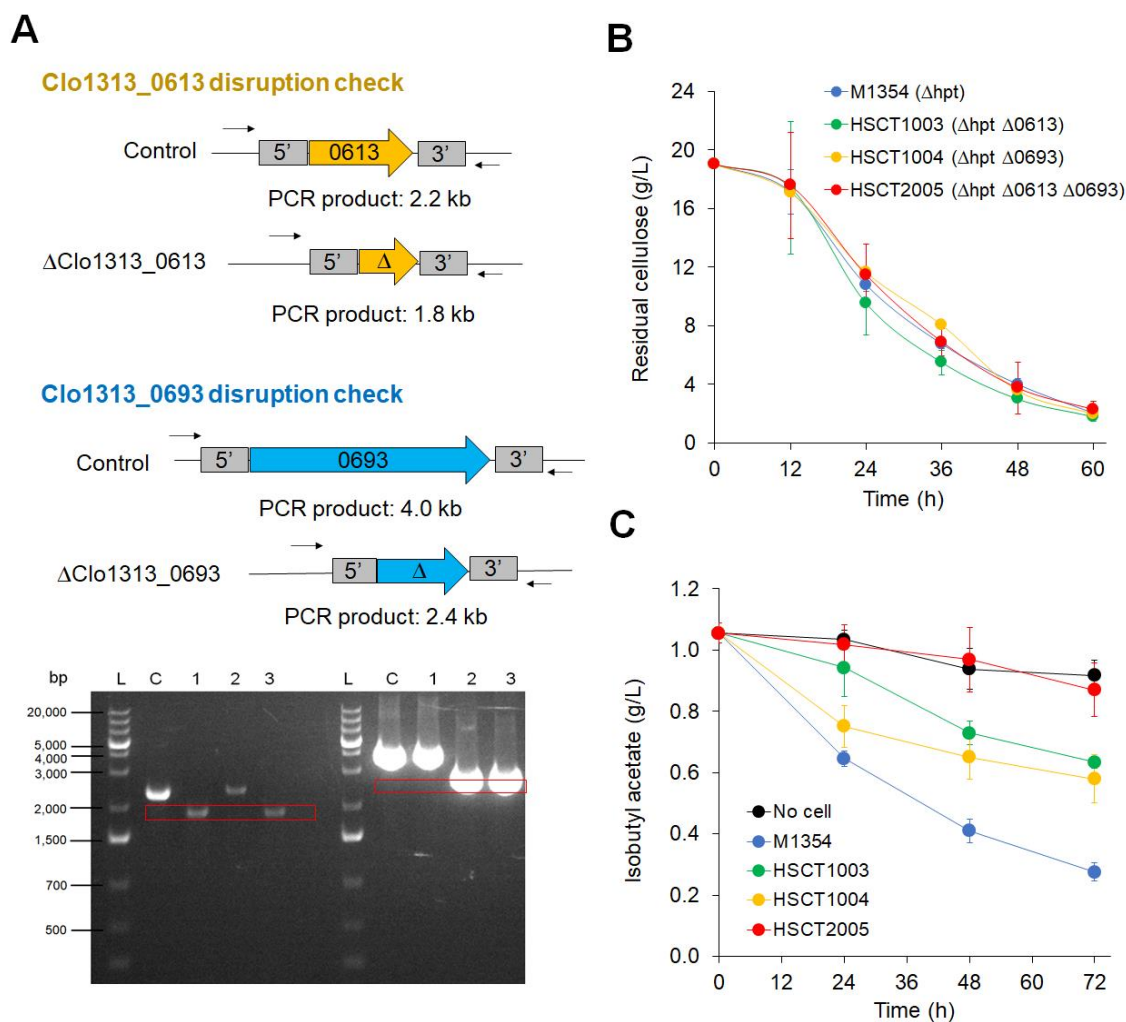 A
Clo1313_0613 disruption check
Control
5’ 0613 3’
PCR product: 2.2 kb
ΔClo1313_0613
5’ Δ 3’
PCR product: 1.8 kb
Clo1313_0693 disruption check
Control
5’ 0693 3’
PCR product: 4.0 kb
ΔClo1313_0693
5’ Δ 3’
PCR product: 2.4 kb
bp L C 1 2 3 L C 1 2 3
20,000
5,000
4,000
3,000
2,000
1,500
700
500
B
M1354 (Δhpt)
HSCT1003 (Δhpt Δ0613)
HSCT1004 (Δhpt Δ0693)
HSCT2005 (Δhpt Δ0613 Δ0693)
Residual cellulose (g/L)
24
20
16
12
8
4
0
0 12 24 36 48 60
Time (h)
C
Isobutyl acetate (g/L)
1.2
1.0
0.8
0.6
0.4
0.2
0.0
No cell
M1354
HSCT1003
HSCT1004
HSCT2005
0 24 36 48 60 72
Time (h)